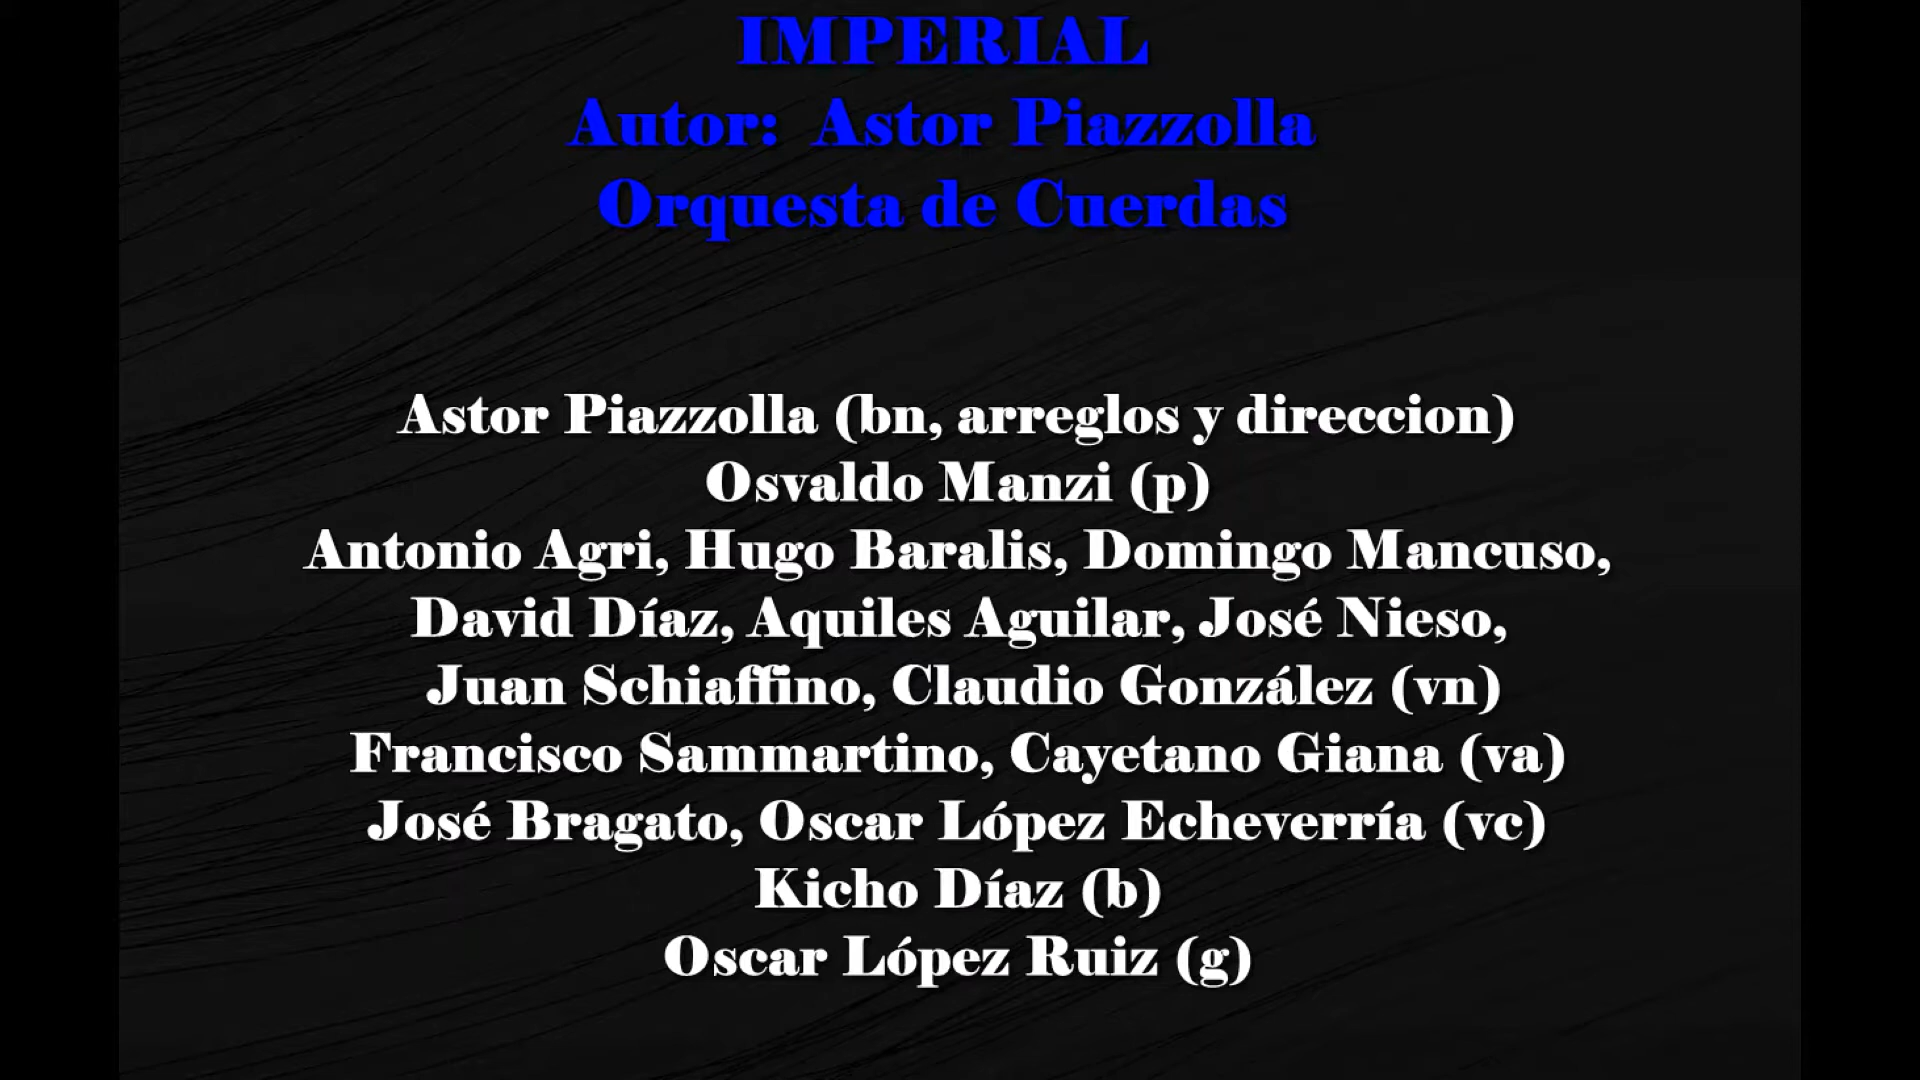 IMPERIAL
Autor: Astor Piazzolla
Orquesta de Cuerdas
Astor Piazzolla (bn, arreglos y direccion)
Osvaldo Manzi (p)
Antonio Agri, Hugo Baralis, Domingo Mancuso,
David Díaz, Aquiles Aguilar, José Nieso,
Juan Schiaffino, Claudio González (vn)
Francisco Sammartino, Cayetano Giana (va)
José Bragato, Oscar López Echeverría (vc)
Kicho Díaz (b)
Oscar López Ruiz (g)